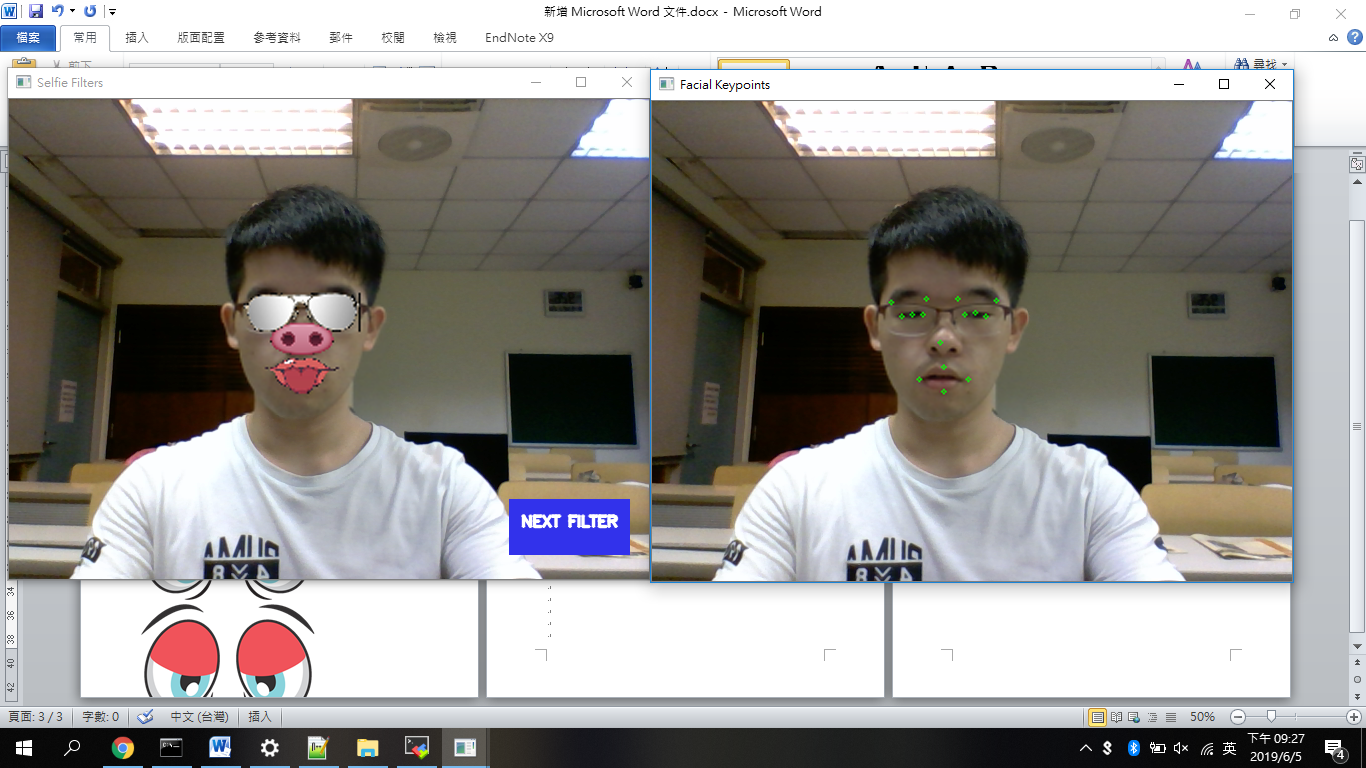 新增 Microsoft Word 文件.docx - Microsoft Word
檔案 常用 插入 版面配置 參考資料 郵件 校閱 檢視 EndNote X9
尋找
Selfie Filters
Facial Keypoints
NEXT FILTER
頁面: 3 / 3 字數: 0 中文 (台灣) 插入 50%
英 下午 09:27
2019/6/5
4